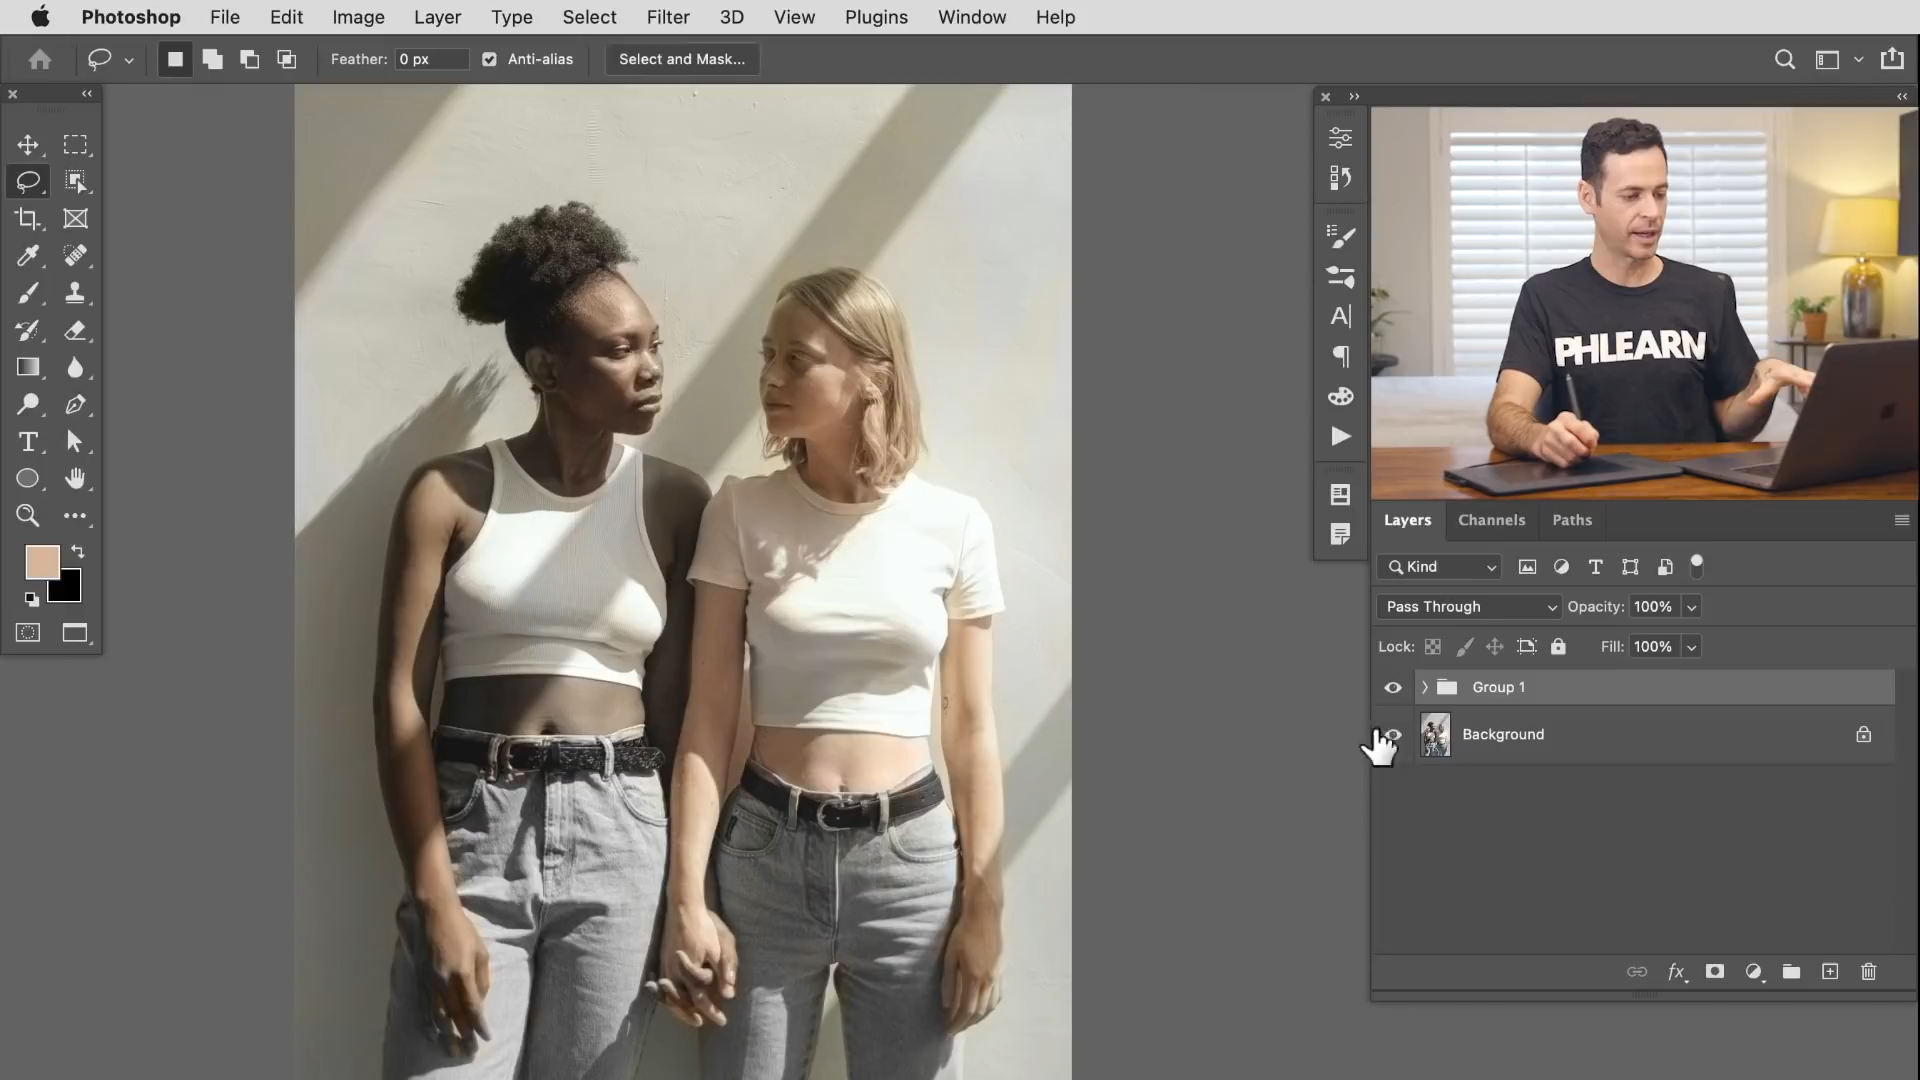 Photoshop File Edit Image Layer Type Select Filter 3D View Plugins Window Help
Feather: 0 px Anti-alias Select and Mask...
PHLEARN
Layers Channels Paths
Kind
Pass Through Opacity: 100%
Lock: Fill: 100%
Group 1
Background